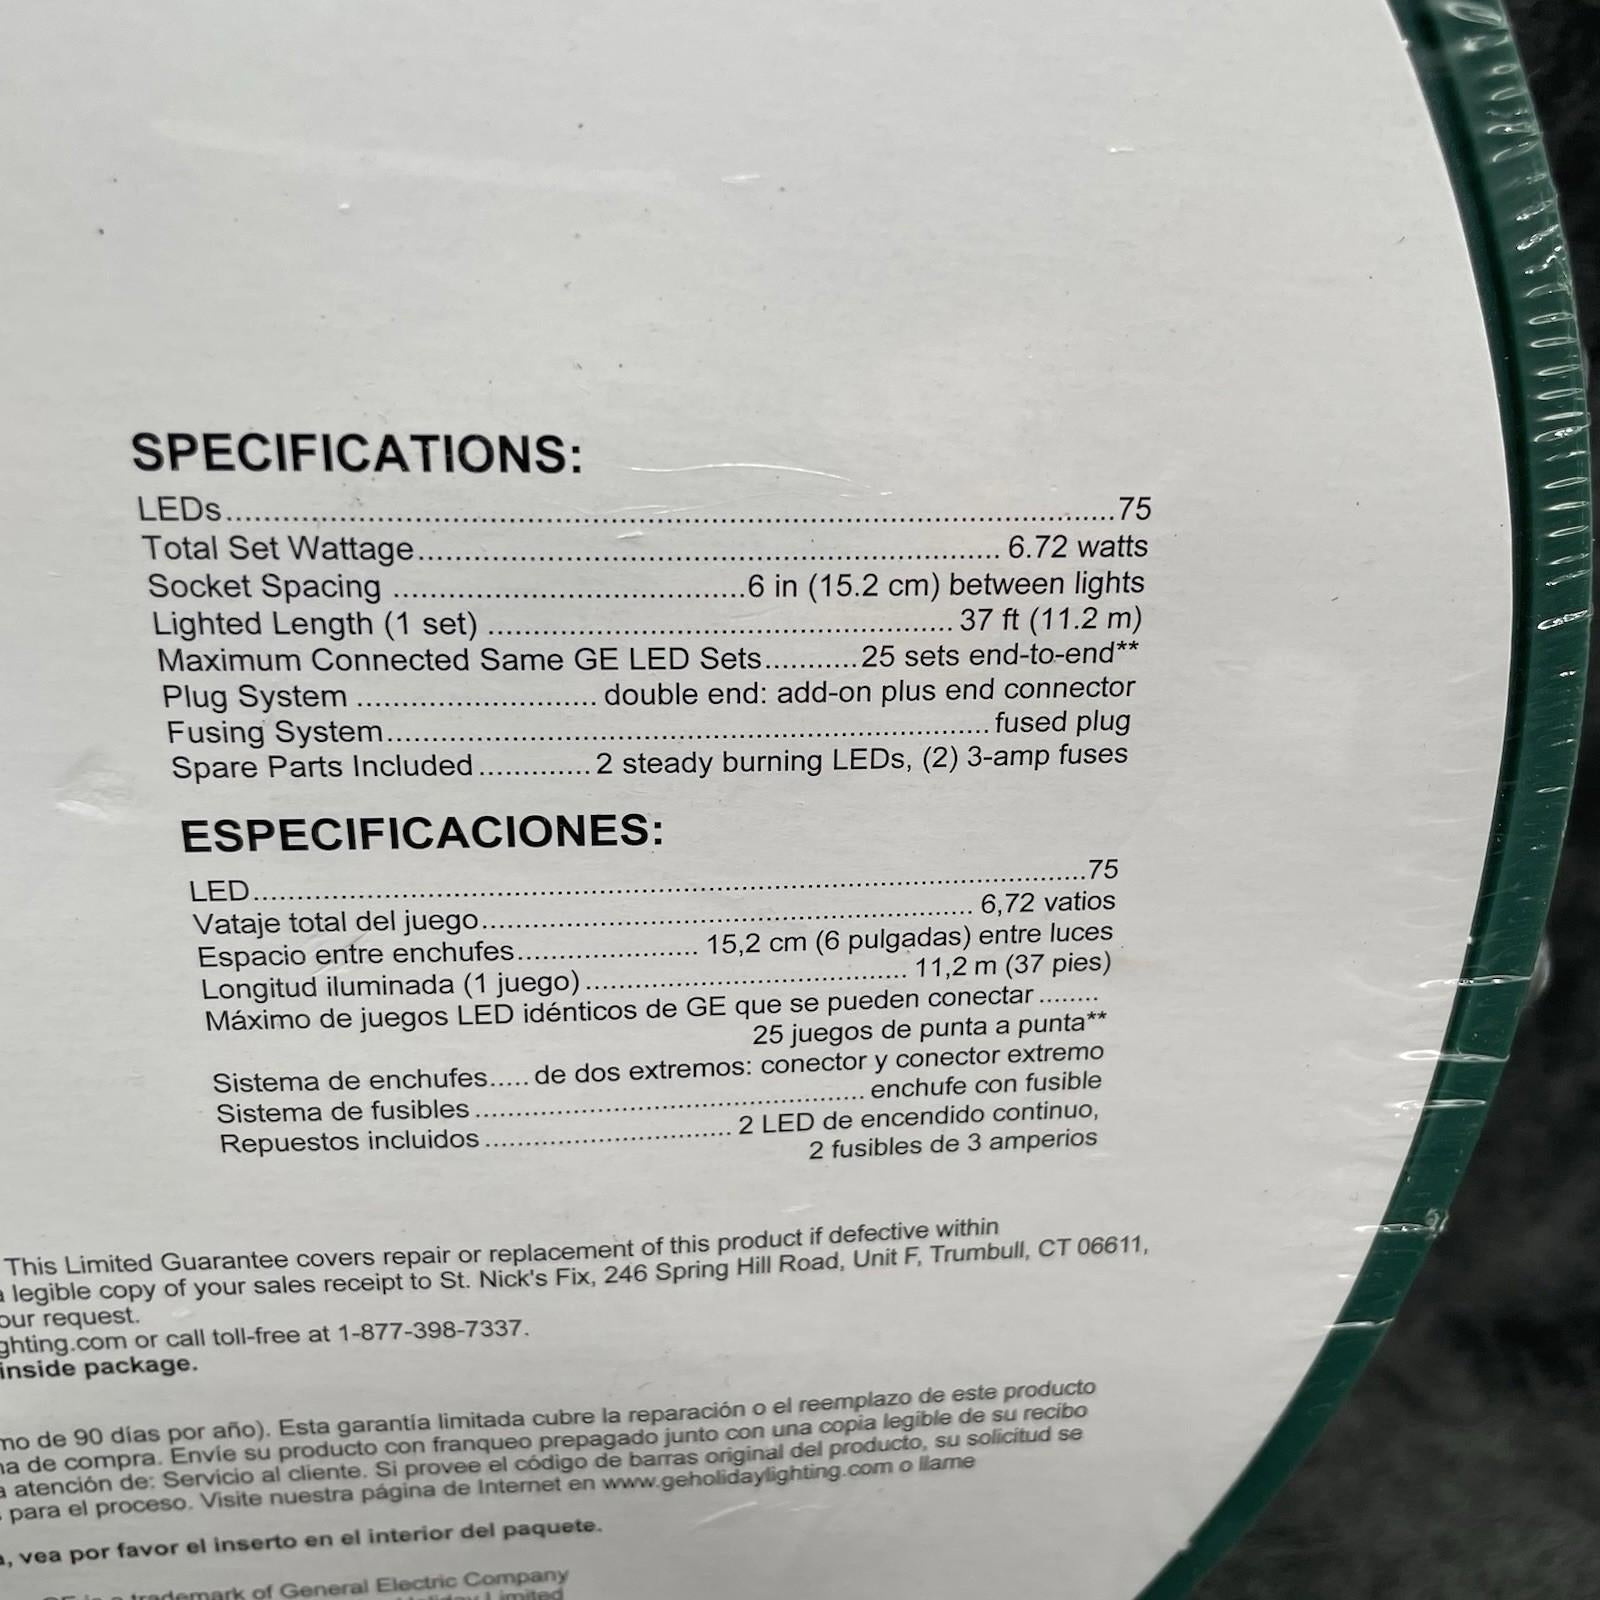 SPECIFICATIONS:
LEDs..........75
Total Set Wattage.......... 6.72 watts
Socket Spacing ..........6 in (15.2 cm) between lights
Lighted Length (1 set) .......... 37 ft (11.2 m)
Maximum Connected Same GE LED Sets...........25 sets end-to-end**
Plug System .......... double end: add-on plus end connector
Fusing System..........fused plug
Spare Parts Included.............2 steady burning LEDs, (2) 3-amp fuses
ESPECIFICACIONES:
LED..........75
Vataje total del juego.......... 6,72 vatios
Espacio entre enchufes.......... 15,2 cm (6 pulgadas) entre luces
Longitud iluminada (1 juego).......... 11,2 m (37 pies)
Máximo de juegos LED idénticos de GE que se pueden conectar ........
25 juegos de punta a punta**
Sistema de enchufes..... de dos extremos: conector y conector extremo
Sistema de fusibles .......... enchufe con fusible
Repuestos incluidos .......... 2 LED de encendido continuo,
2 fusibles de 3 amperios
This Limited Guarantee covers repair or replacement of this product if defective within
a legible copy of your sales receipt to St. Nick's Fix, 246 Spring Hill Road, Unit F, Trumbull, CT 06611,
our request.
ghting.com or call toll-free at 1-877-398-7337.
inside package.
mo de 90 días por año). Esta garantía limitada cubre la reparación o el reemplazo de este producto
ha de compra. Envíe su producto con franqueo prepagado junto con una copia legible de su recibo
a atención de: Servicio al cliente. Si provee el código de barras original del producto, su solicitud se
para el proceso. Visite nuestra página de Internet en www.geholidaylighting.com o llame
a, vea por favor el inserto en el interior del paquete.
GE is a trademark of General Electric Company
Limited